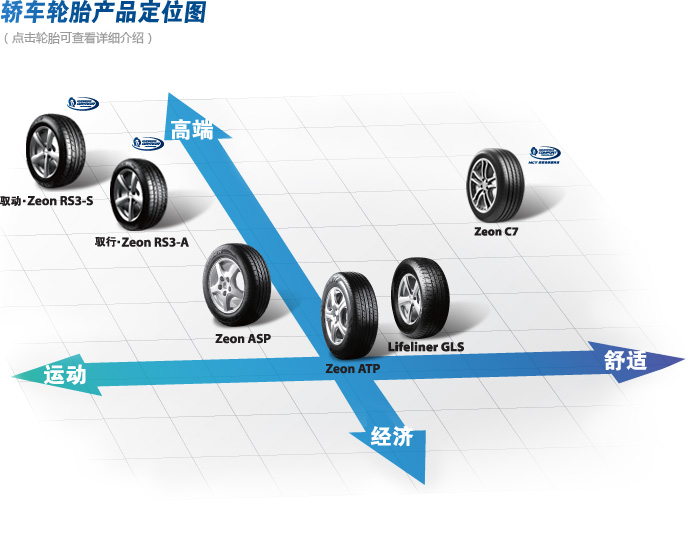 轿车轮胎产品定位图
（点击轮胎可查看详细介绍）
高端
驭动·Zeon RS3-S
驭行·Zeon RS3-A
Zeon C7
Zeon ASP
Lifeliner GLS
Zeon ATP
运动
舒适
经济